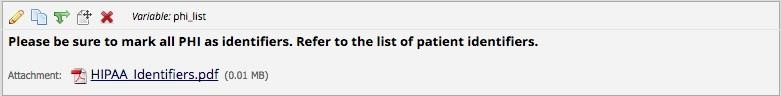 Variable: phi_list
Please be sure to mark all PHI as identifiers. Refer to the list of patient identifiers.
Attachment: HIPAA_Identifiers.pdf (0.01 MB)